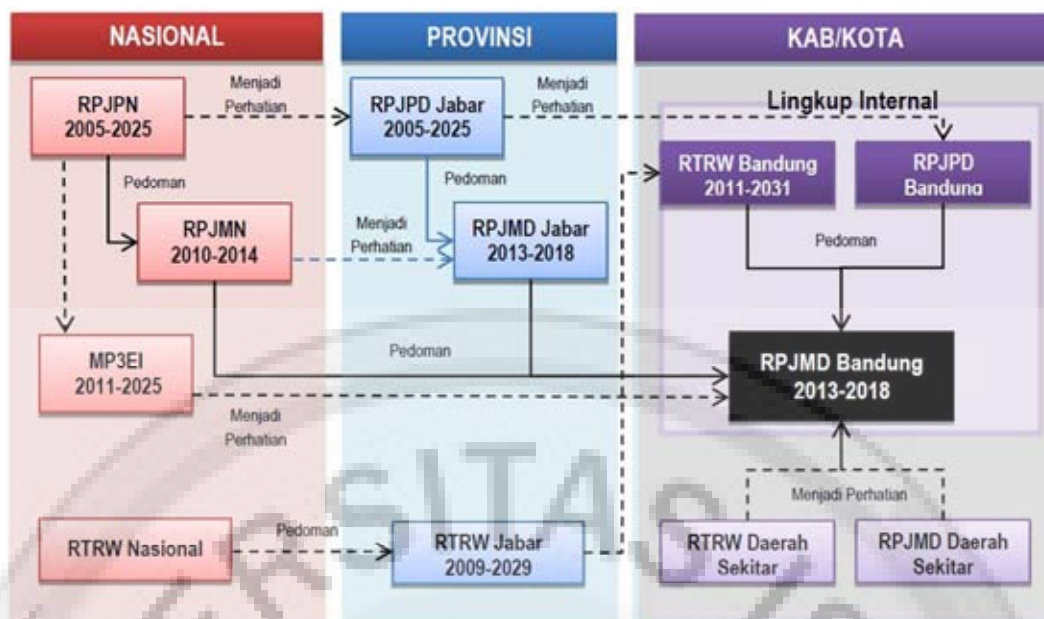 NASIONAL
PROVINSI
KAB/KOTA
RPJPN
2005-2025
Menjadi
Perhatian
RPJPD Jabar
2005-2025
Menjadi
Perhatian
Lingkup Internal
RTRW Bandung
2011-2031
RPJPD
Bandung
Pedoman
RPJMN
2010-2014
Menjadi
Perhatian
Pedoman
RPJMD Jabar
2013-2018
Pedoman
MP3EI
2011-2025
Pedoman
RPJMD Bandung
2013-2018
Menjadi
Perhatian
Menjadi Perhatian
RTRW Nasional
Pedoman
RTRW Jabar
2009-2029
RTRW Daerah
Sekitar
RPJMD Daerah
Sekitar
ERSITAS